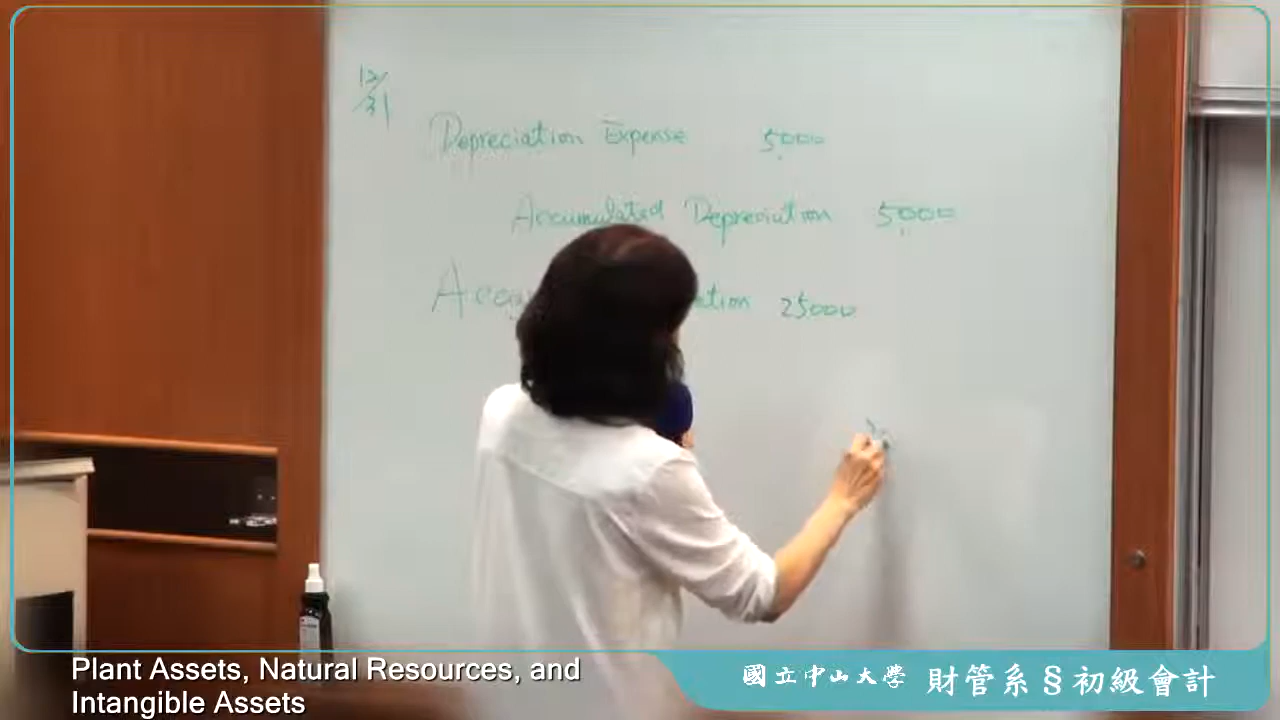 12/31
Depreciation Expense 5000
Accumulated Depreciation 5000
25000
Plant Assets, Natural Resources, and
Intangible Assets
國立中山大學 財管系§初級會計